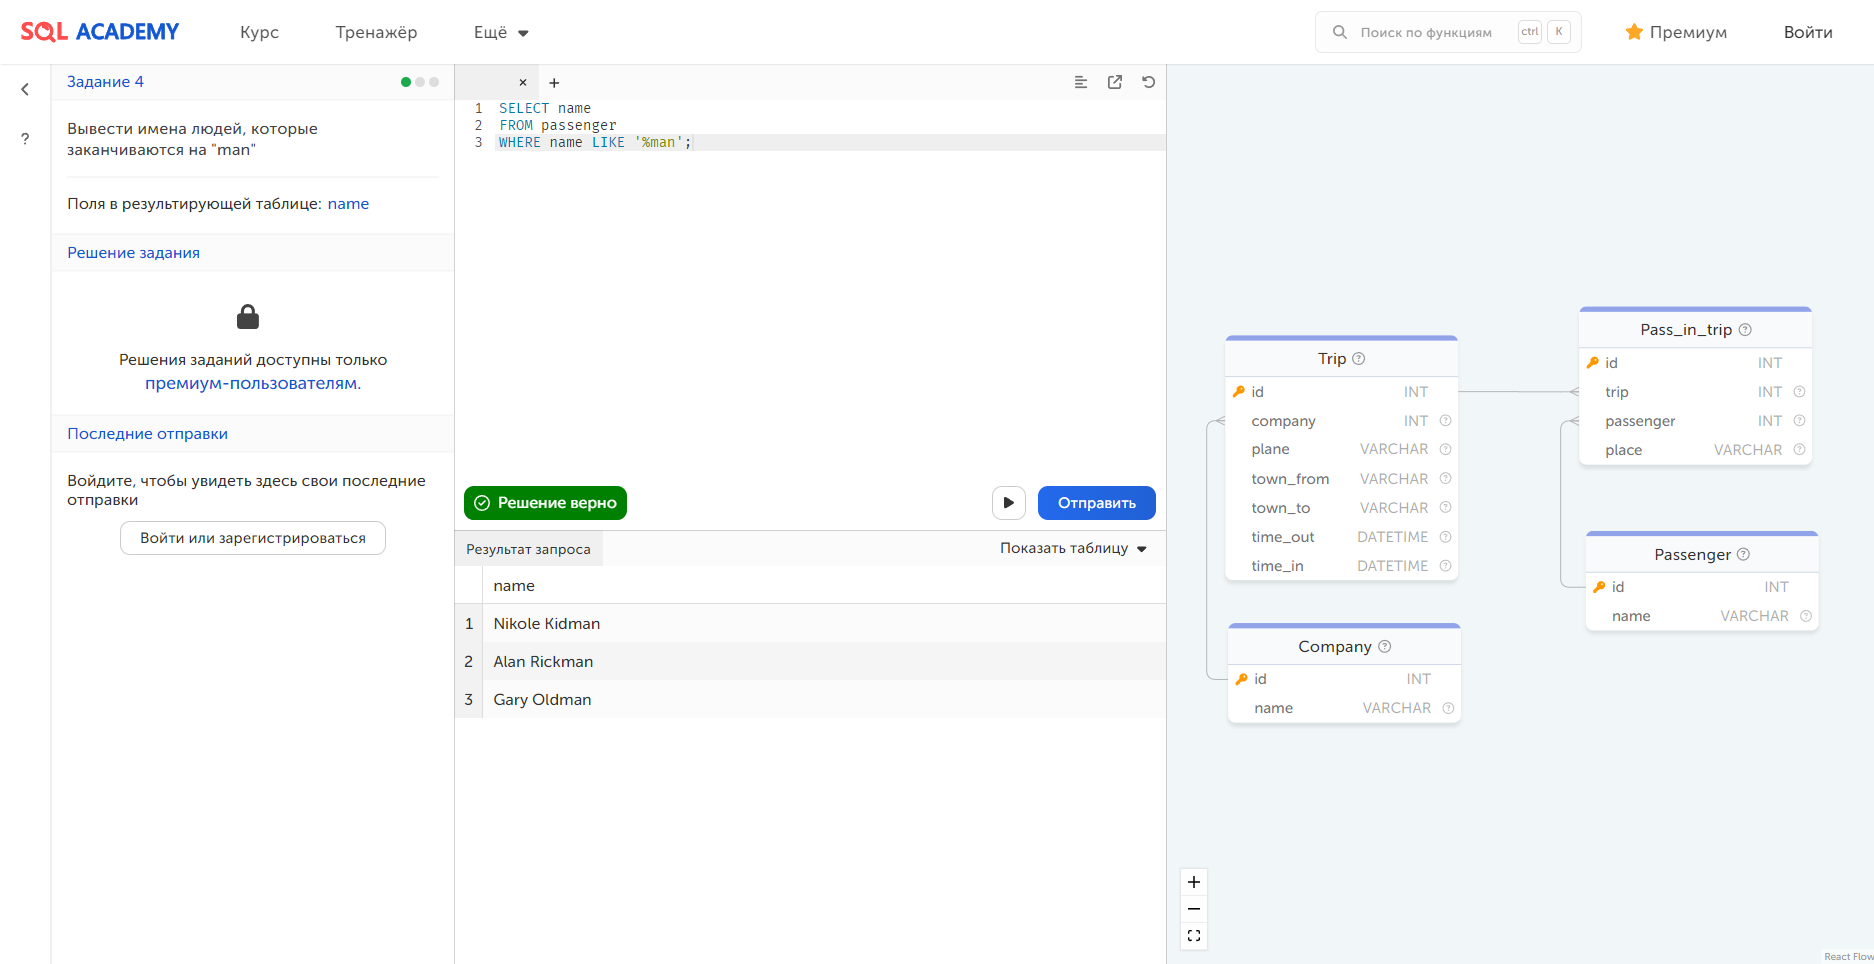 SQL ACADEMY
Курс
Тренажёр
Ещё
Поиск по функциям
ctrl
K
Премиум
Войти
?
Задание 4
Вывести имена людей, которые
заканчиваются на "man"
Поля в результирующей таблице: name
Решение задания
Решения заданий доступны только
премиум-пользователям.
Последние отправки
Войдите, чтобы увидеть здесь свои последние
отправки
Войти или зарегистрироваться
1 SELECT name
2 FROM passenger
3 WHERE name LIKE '%man';
Решение верно
Отправить
Результат запроса
Показать таблицу
name
1 Nikole Kidman
2 Alan Rickman
3 Gary Oldman
Trip
id INT
company INT
plane VARCHAR
town_from VARCHAR
town_to VARCHAR
time_out DATETIME
time_in DATETIME
Company
id INT
name VARCHAR
Pass_in_trip
id INT
trip INT
passenger INT
place VARCHAR
Passenger
id INT
name VARCHAR
React Flow